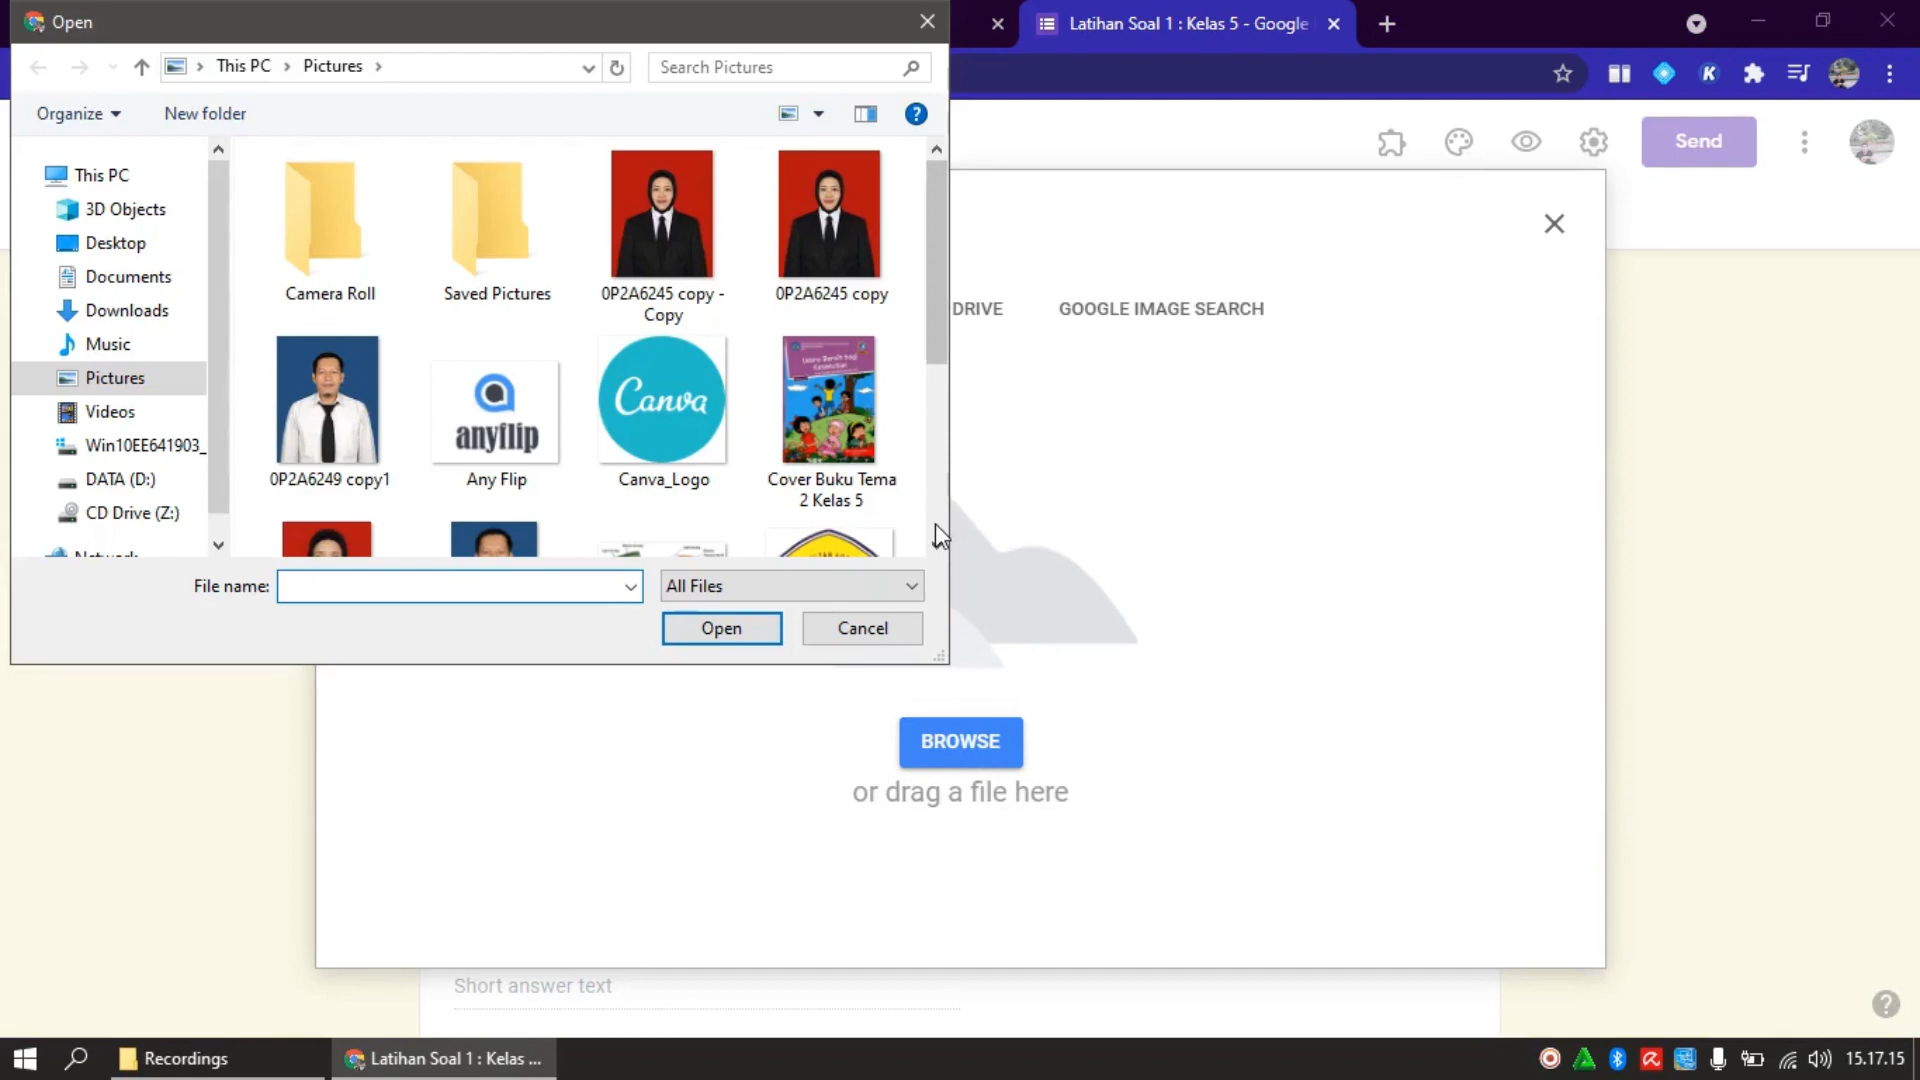 Open
Latihan Soal 1 : Kelas 5 - Google
This PC
Pictures
Search Pictures
Organize
New folder
Send
This PC
3D Objects
Desktop
Documents
Downloads
Music
Pictures
Videos
Win10EE641903_
DATA (D:)
CD Drive (Z:)
Camera Roll
Saved Pictures
0P2A6245 copy -
Copy
0P2A6245 copy
0P2A6249 copy1
anyflip
Any Flip
Canva
Canva_Logo
Cover Buku Tema
2 Kelas 5
DRIVE
GOOGLE IMAGE SEARCH
File name:
All Files
Open
Cancel
BROWSE
or drag a file here
Short answer text
Recordings
Latihan Soal 1 : Kelas ...
15.17.15